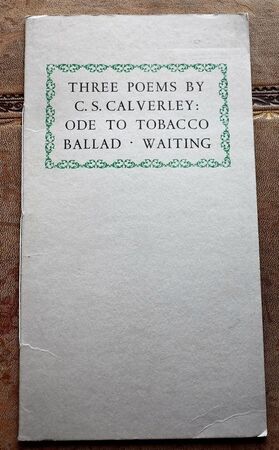 THREE POEMS BY
C. S. CALVERLEY:
ODE TO TOBACCO
BALLAD · WAITING